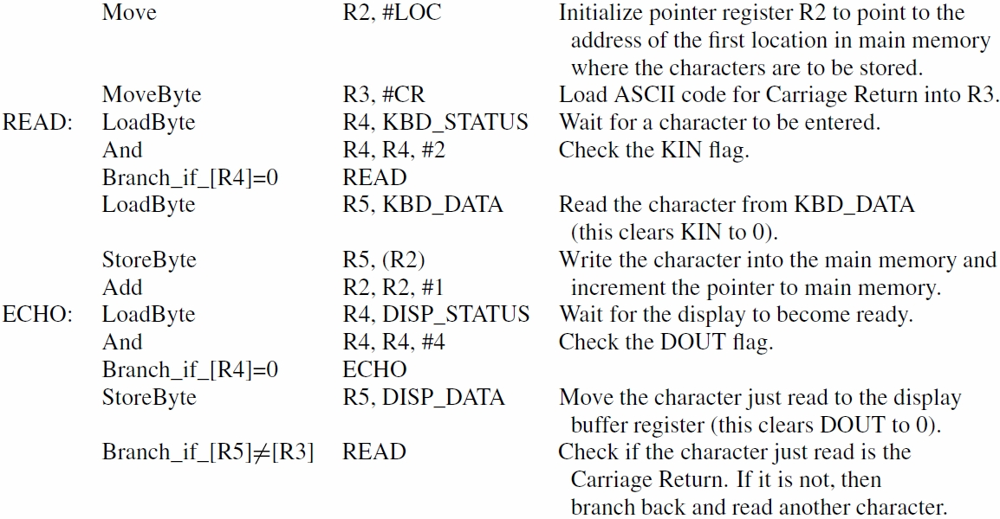 Move R2, #LOC Initialize pointer register R2 to point to the
address of the first location in main memory
where the characters are to be stored.
MoveByte R3, #CR Load ASCII code for Carriage Return into R3.
READ: LoadByte R4, KBD_STATUS Wait for a character to be entered.
And R4, R4, #2 Check the KIN flag.
Branch_if_[R4]=0 READ
LoadByte R5, KBD_DATA Read the character from KBD_DATA
(this clears KIN to 0).
StoreByte R5, (R2) Write the character into the main memory and
Add R2, R2, #1 increment the pointer to main memory.
ECHO: LoadByte R4, DISP_STATUS Wait for the display to become ready.
And R4, R4, #4 Check the DOUT flag.
Branch_if_[R4]=0 ECHO
StoreByte R5, DISP_DATA Move the character just read to the display
buffer register (this clears DOUT to 0).
Branch_if_[R5]≠[R3] READ Check if the character just read is the
Carriage Return. If it is not, then
branch back and read another character.